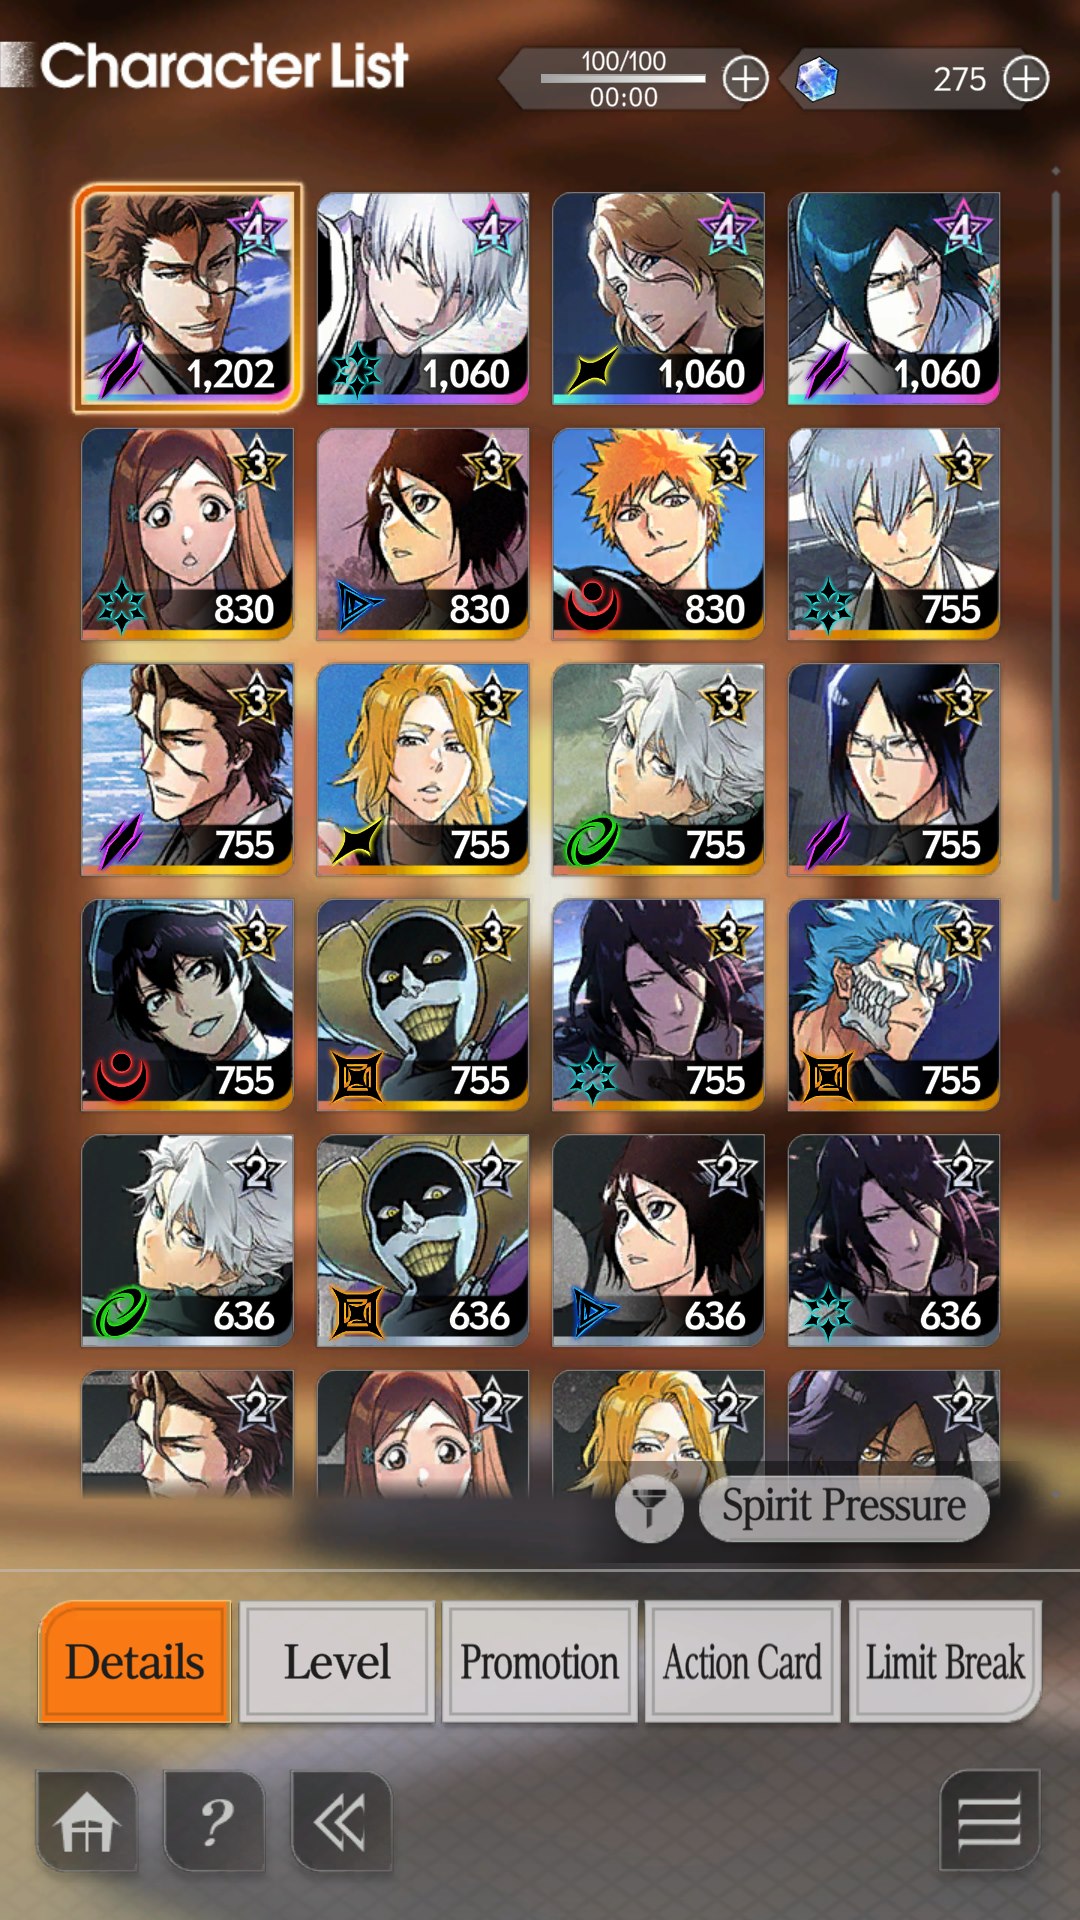 Character List
100/100
00:00
275
4 4 4 4
1,202 1,060 1,060 1,060
3 3 3 3
830 830 830 755
3 3 3 3
755 755 755 755
3 3 3 3
755 755 755 755
2 2 2 2
636 636 636 636
2 2 2 2
Spirit Pressure
Details Level Promotion Action Card Limit Break
?